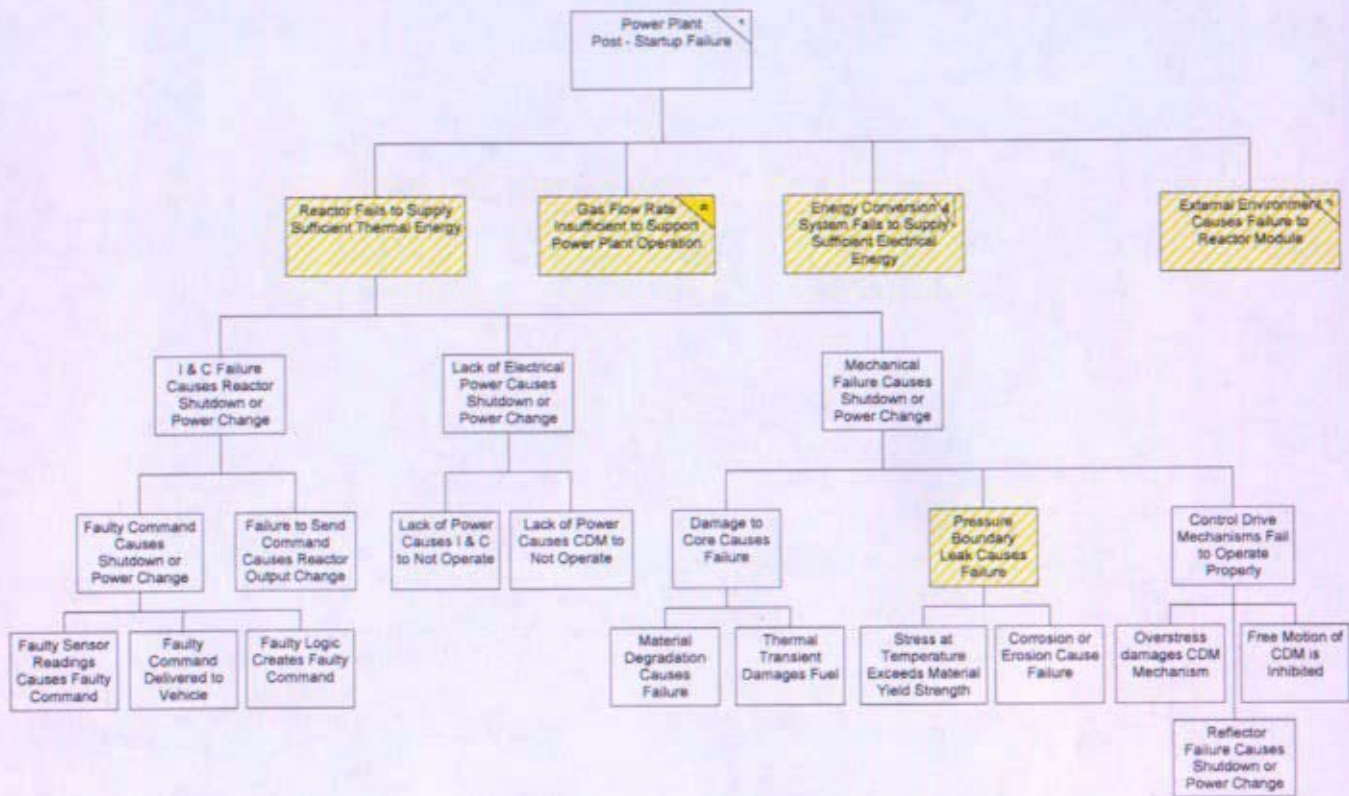 Power Plant
Post - Startup Failure
Reactor Fails to Supply
Sufficient Thermal Energy
Gas Flow Rate
Insufficient to Support
Power Plant Operation
Energy Conversion
System Fails to Supply
Sufficient Electrical
Energy
External Environment
Causes Failure to
Reactor Module
I & C Failure
Causes Reactor
Shutdown or
Power Change
Lack of Electrical
Power Causes
Shutdown or
Power Change
Mechanical
Failure Causes
Shutdown or
Power Change
Faulty Command
Causes
Shutdown or
Power Change
Failure to Send
Command
Causes Reactor
Output Change
Lack of Power
Causes I & C
to Not Operate
Lack of Power
Causes CDM to
Not Operate
Damage to
Core Causes
Failure
Pressure
Boundary
Leak Causes
Failure
Control Drive
Mechanisms Fail
to Operate
Properly
Faulty Sensor
Readings
Causes Faulty
Command
Faulty
Command
Delivered to
Vehicle
Faulty Logic
Creates Faulty
Command
Material
Degradation
Causes
Failure
Thermal
Transient
Damages Fuel
Stress at
Temperature
Exceeds Material
Yield Strength
Corrosion or
Erosion Cause
Failure
Overstress
damages CDM
Mechanism
Free Motion of
CDM is
Inhibited
Reflector
Failure Causes
Shutdown or
Power Change